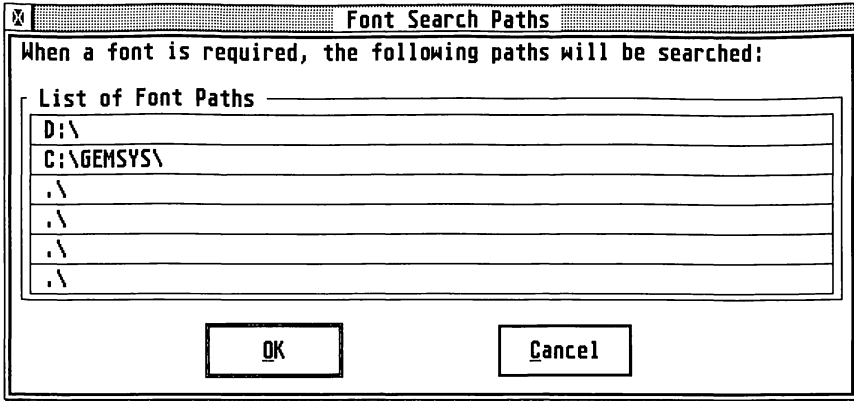 Font Search Paths
When a font is required, the following paths will be searched:
List of Font Paths
D:\
C:\GEMSYS\
.\
.\
.\
.\
OK
Cancel